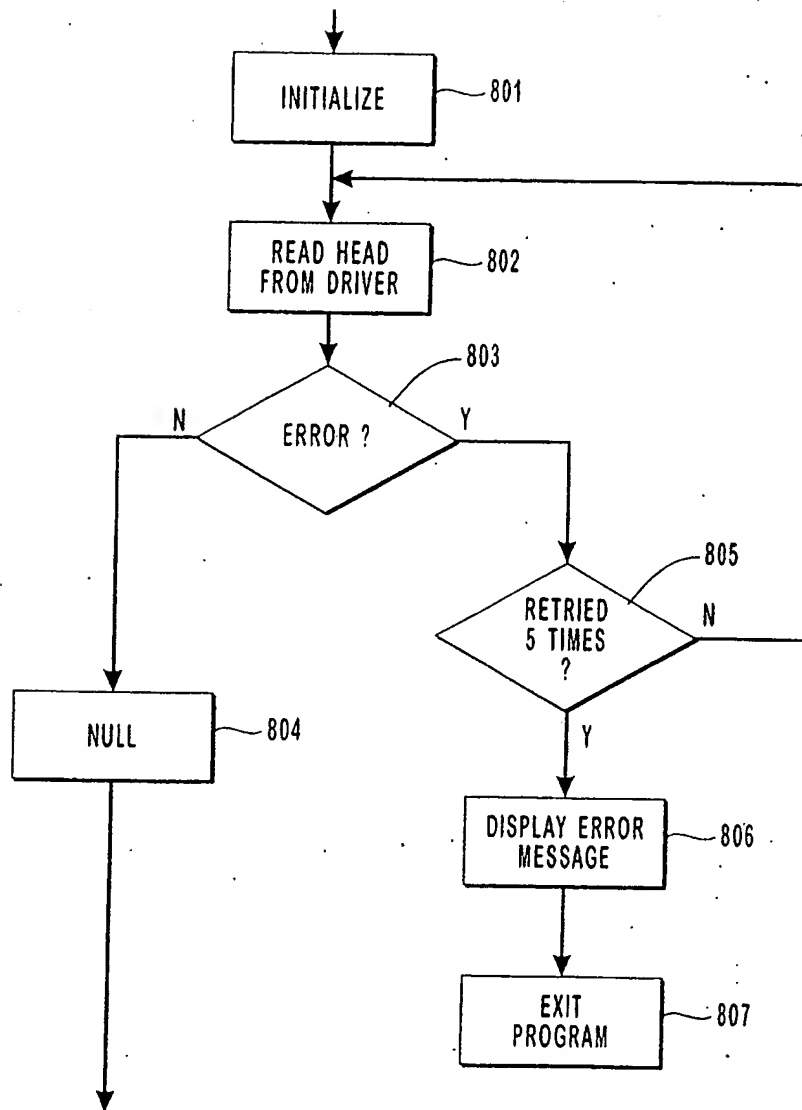 INITIALIZE
801
READ HEAD
FROM DRIVER
802
803
ERROR ?
N
Y
805
RETRIED
5 TIMES
?
N
Y
NULL
804
DISPLAY ERROR
MESSAGE
806
EXIT
PROGRAM
807